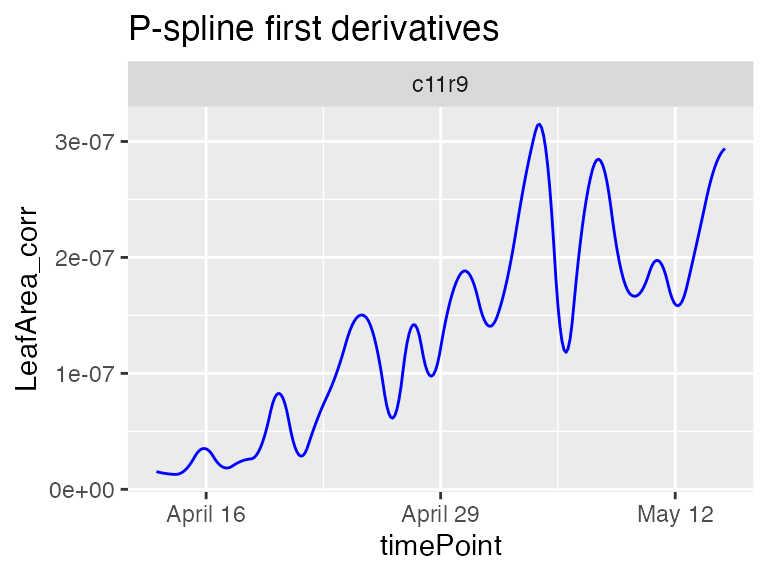 P-spline first derivatives
c11r9
3e-07
2e-07
1e-07
0e+00
LeafArea_corr
April 16
April 29
May 12
timePoint